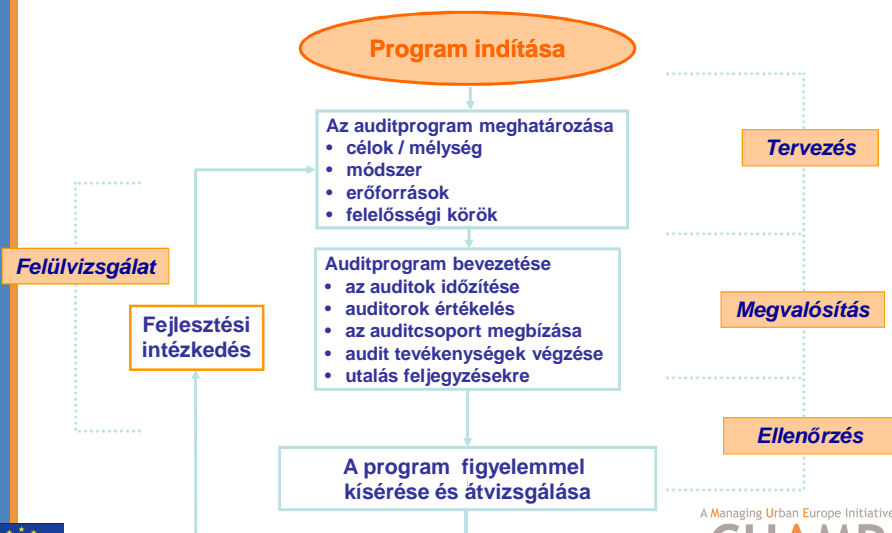 Program indítása
Az auditprogram meghatározása
• célok / mélység
• módszer
• erőforrások
• felelősségi körök
Tervezés
Felülvizsgálat
Auditprogram bevezetése
• az auditok időzítése
• auditorok értékelés
• az auditcsoport megbízása
• audit tevékenységek végzése
• utalás feljegyzésekre
Megvalósítás
Fejlesztési
intézkedés
Ellenőrzés
A program figyelemmel
kísérése és átvizsgálása
A Managing Urban Europe Initiative
CHAMP